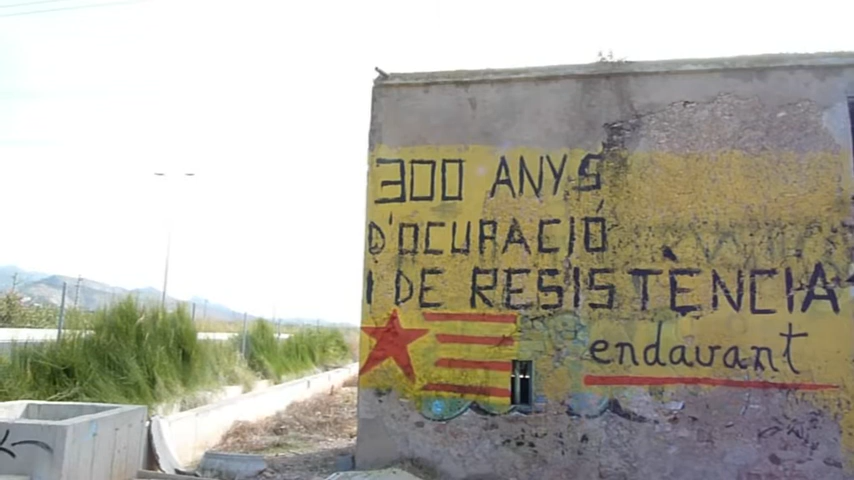 300 ANYS
D'OCUPACIÓ
I DE RESISTÈNCIA
endavant